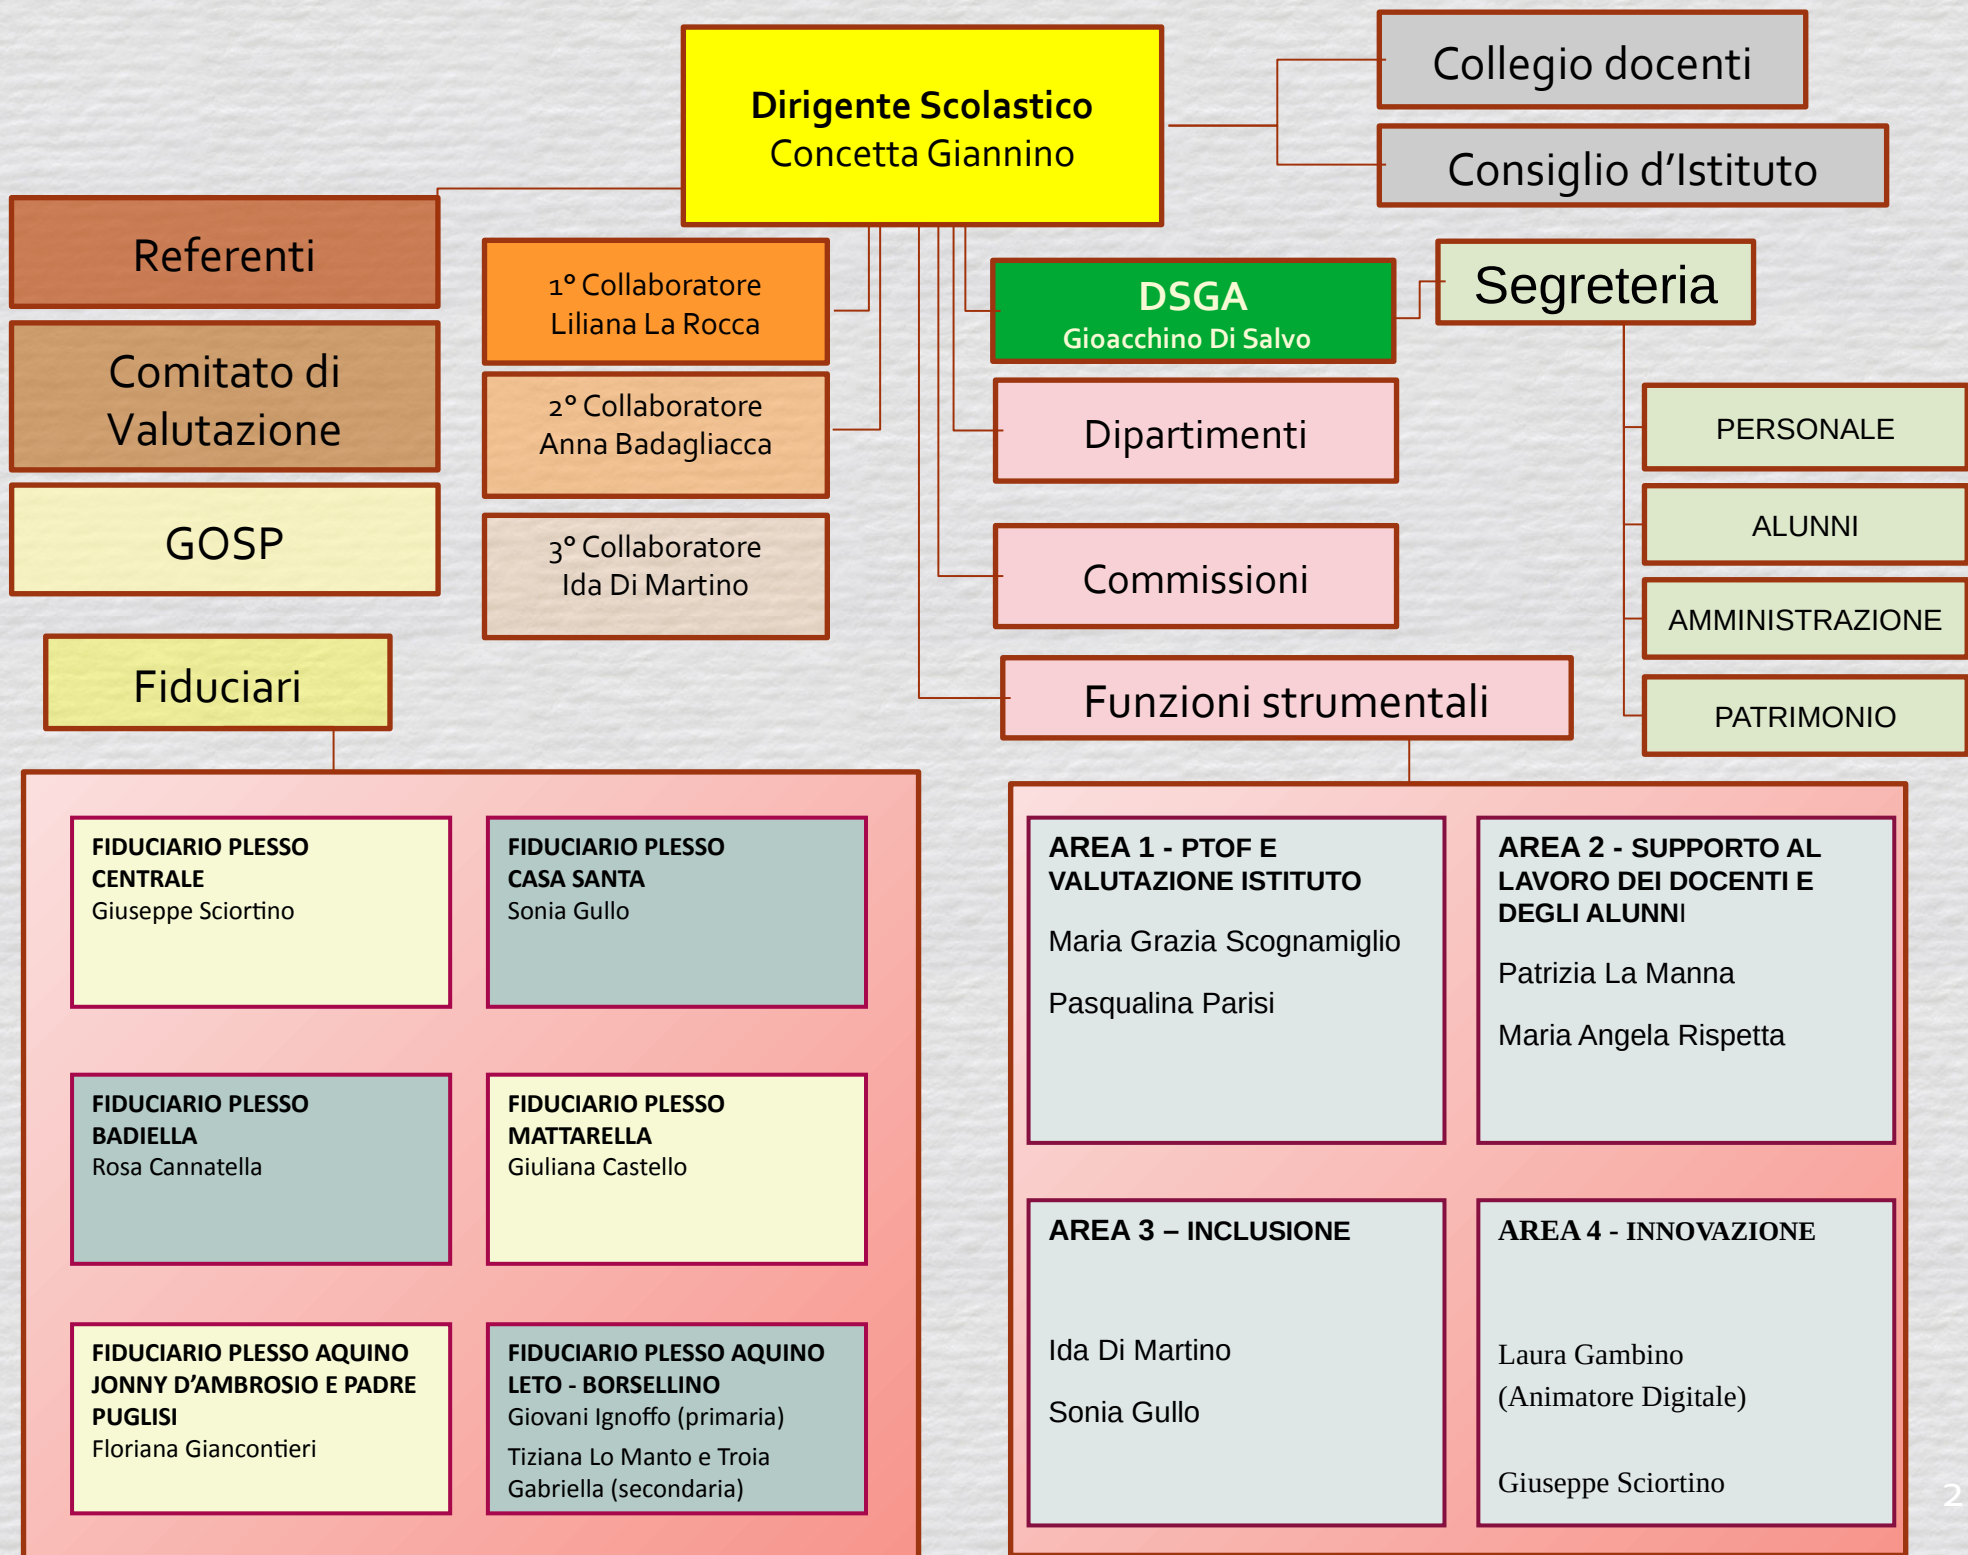 Dirigente Scolastico
Concetta Giannino
Collegio docenti
Consiglio d'Istituto
Referenti
Comitato di
Valutazione
GOSP
1° Collaboratore
Liliana La Rocca
2° Collaboratore
Anna Badagliacca
3° Collaboratore
Ida Di Martino
DSGA
Gioacchino Di Salvo
Segreteria
Dipartimenti
Commissioni
Funzioni strumentali
PERSONALE
ALUNNI
AMMINISTRAZIONE
PATRIMONIO
Fiduciari
FIDUCIARIO PLESSO
CENTRALE
Giuseppe Sciortino
FIDUCIARIO PLESSO
CASA SANTA
Sonia Gullo
FIDUCIARIO PLESSO
BADIELLA
Rosa Cannatella
FIDUCIARIO PLESSO
MATTARELLA
Giuliana Castello
FIDUCIARIO PLESSO AQUINO
JONNY D'AMBROSIO E PADRE
PUGLISI
Floriana Giancontieri
FIDUCIARIO PLESSO AQUINO
LETO - BORSELLINO
Giovani Ignoffo (primaria)
Tiziana Lo Manto e Troia
Gabriella (secondaria)
AREA 1 - PTOF E
VALUTAZIONE ISTITUTO
Maria Grazia Scognamiglio
Pasqualina Parisi
AREA 2 - SUPPORTO AL
LAVORO DEI DOCENTI E
DEGLI ALUNNI
Patrizia La Manna
Maria Angela Rispetta
AREA 3 – INCLUSIONE
Ida Di Martino
Sonia Gullo
AREA 4 - INNOVAZIONE
Laura Gambino
(Animatore Digitale)
Giuseppe Sciortino
2